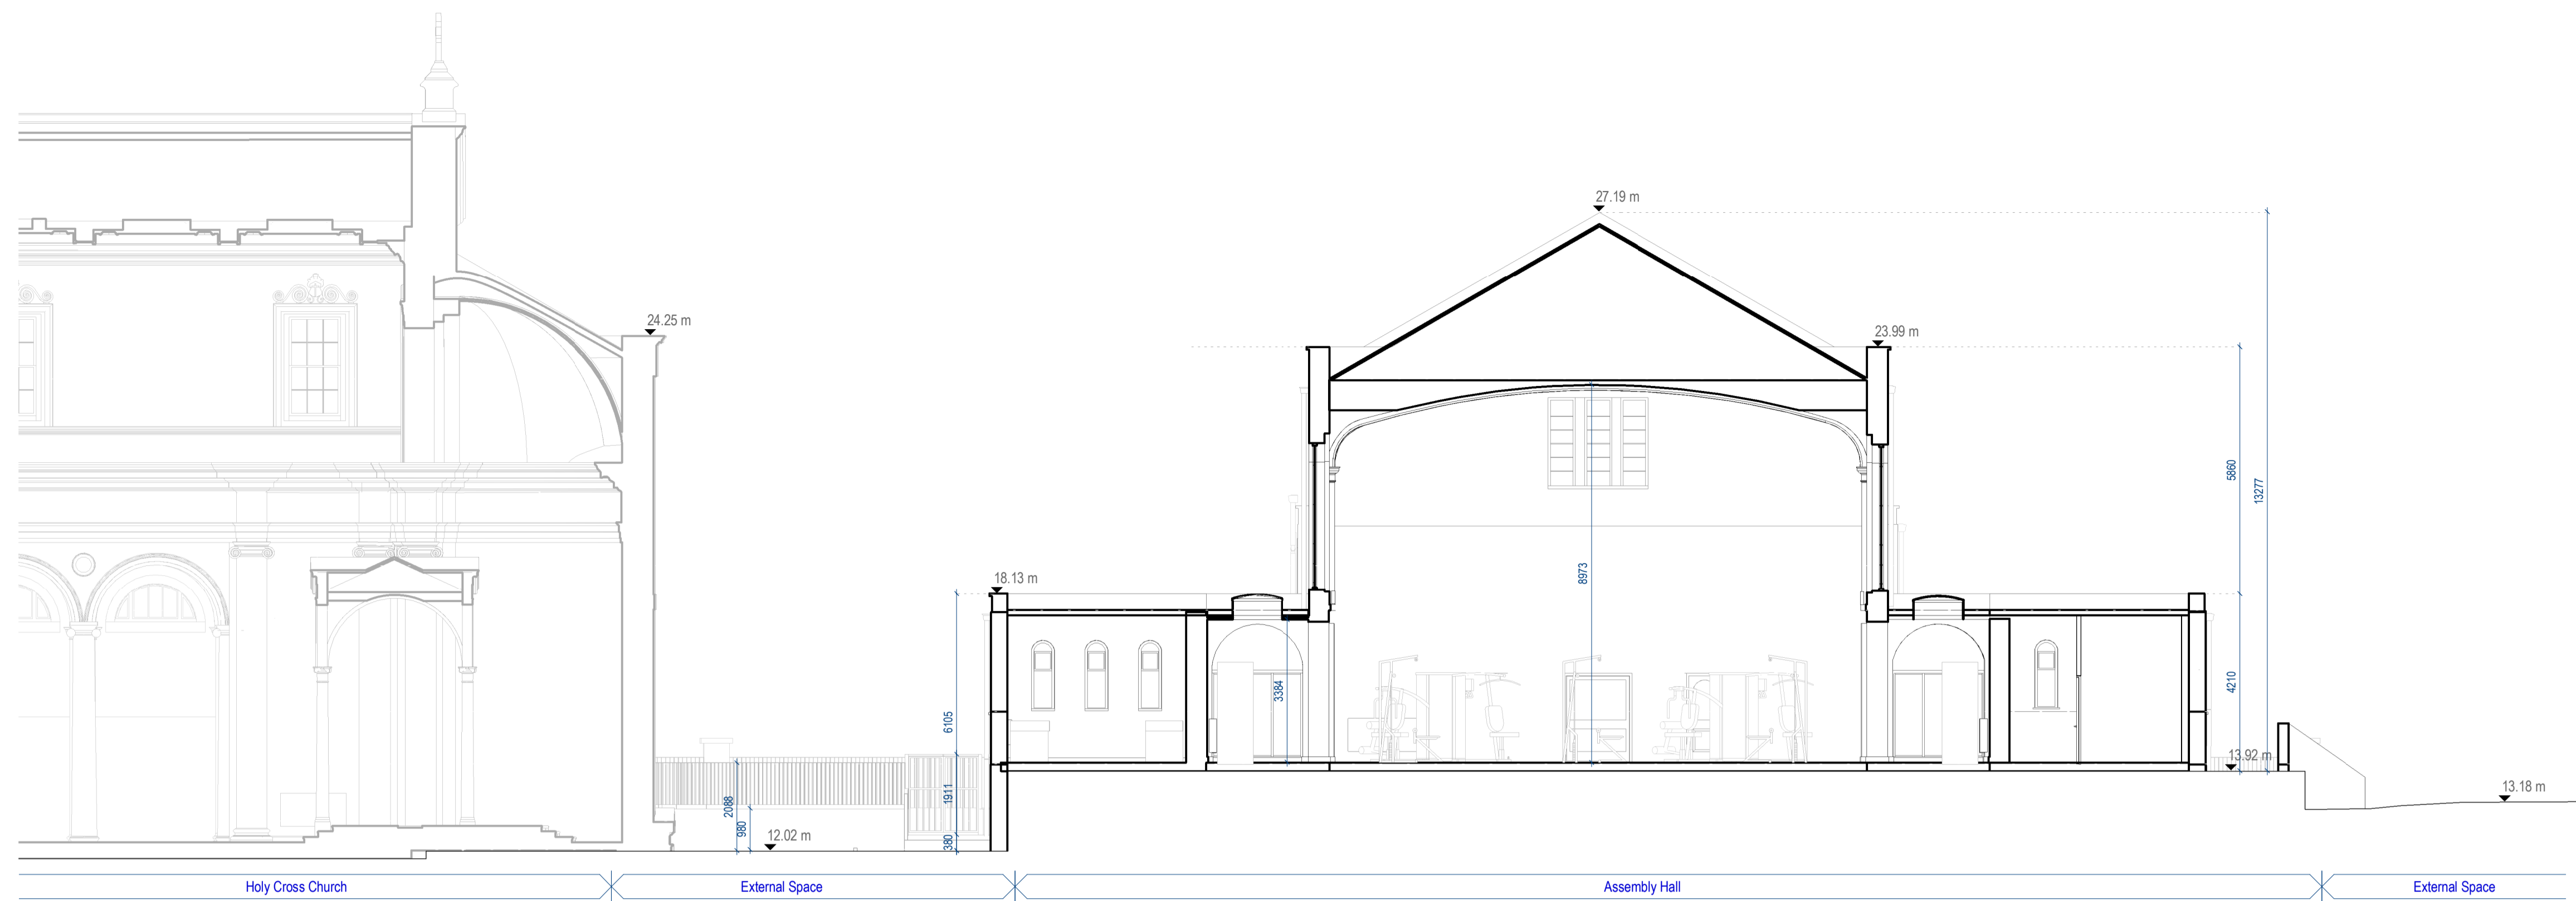 27.19 m
24.25 m
23.99 m
5860
13277
8973
18.13 m
3384
4210
6105
13.92 m
1911
2088
13.18 m
980
12.02 m
380
Holy Cross Church
External Space
Assembly Hall
External Space